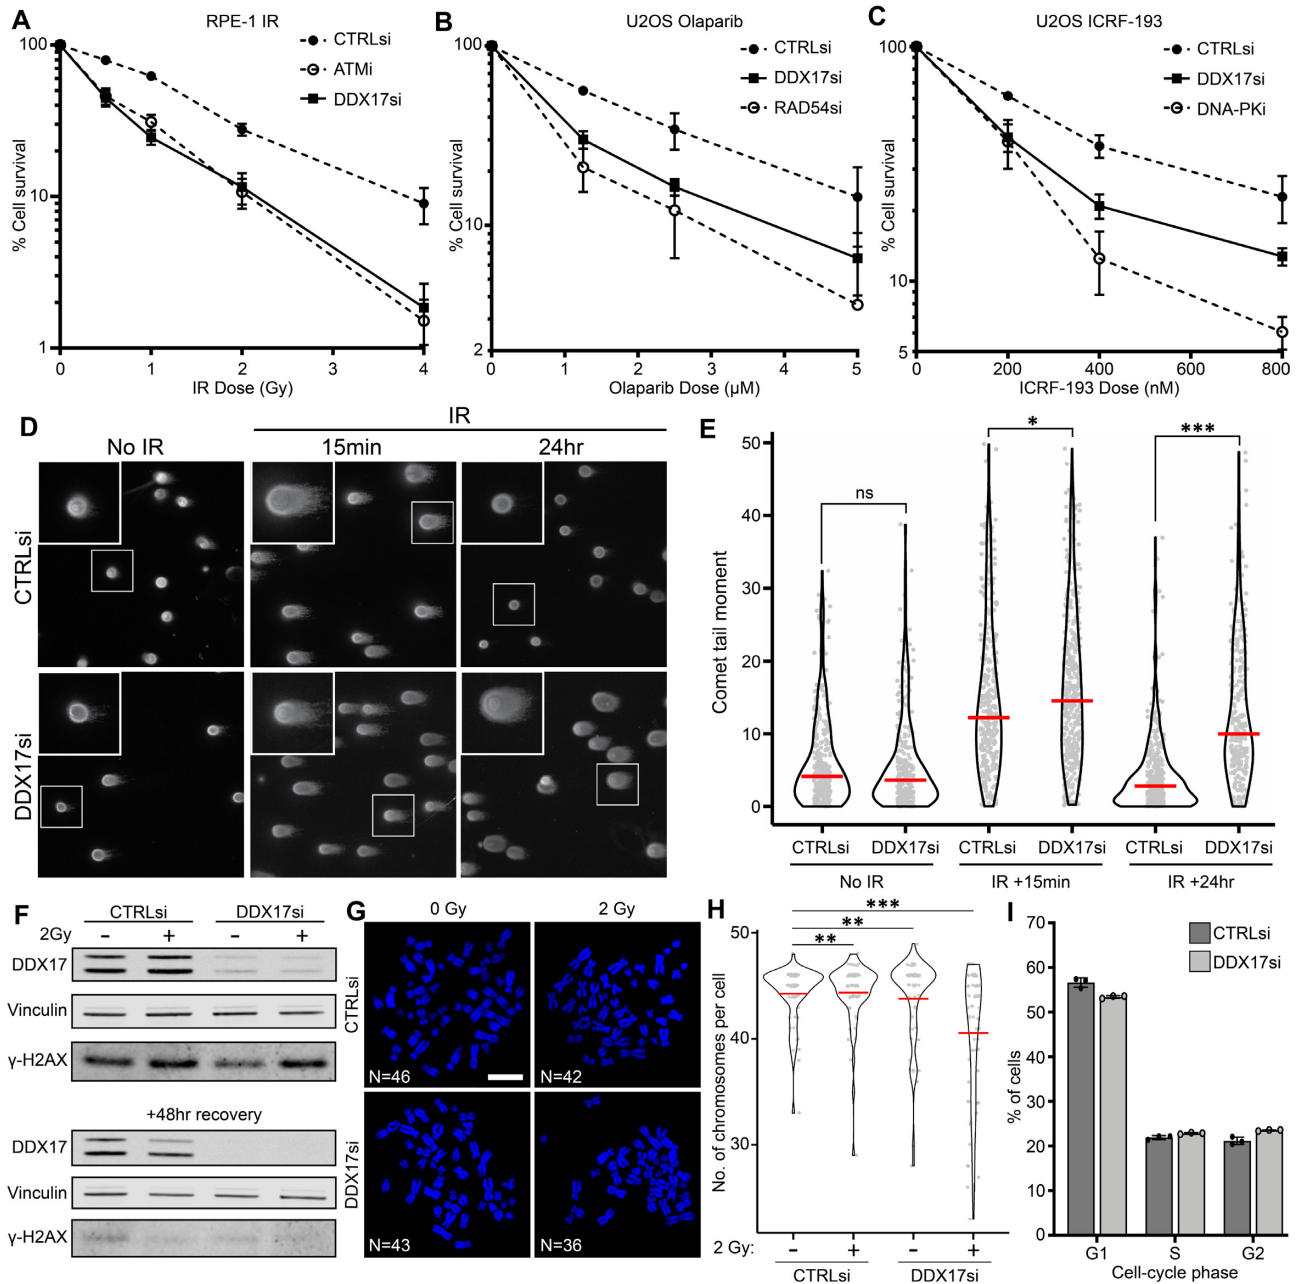 A
RPE-1 IR
CTRLsi
ATMi
DDX17si
% Cell survival
100
10
1
0 1 2 3 4
IR Dose (Gy)
B
U2OS Olaparib
CTRLsi
DDX17si
RAD54si
% Cell survival
100
10
2
0 1 2 3 4 5
Olaparib Dose (µM)
C
U2OS ICRF-193
CTRLsi
DDX17si
DNA-PKi
% Cell survival
100
10
5
0 200 400 600 800
ICRF-193 Dose (nM)
D
IR
No IR 15min 24hr
CTRLsi
DDX17si
E
Comet tail moment
50
40
30
20
10
0
ns
*
***
CTRLsi DDX17si CTRLsi DDX17si CTRLsi DDX17si
No IR IR +15min IR +24hr
F
CTRLsi DDX17si
2Gy - + - +
DDX17
Vinculin
γ-H2AX
+48hr recovery
DDX17
Vinculin
γ-H2AX
G
0 Gy 2 Gy
CTRLsi
N=46 N=42
DDX17si
N=43 N=36
H
No. of chromosomes per cell
50
40
30
***
**
**
2 Gy: - + - +
CTRLsi DDX17si
I
% of cells
70
60
50
40
30
20
10
0
CTRLsi
DDX17si
G1 S G2
Cell-cycle phase